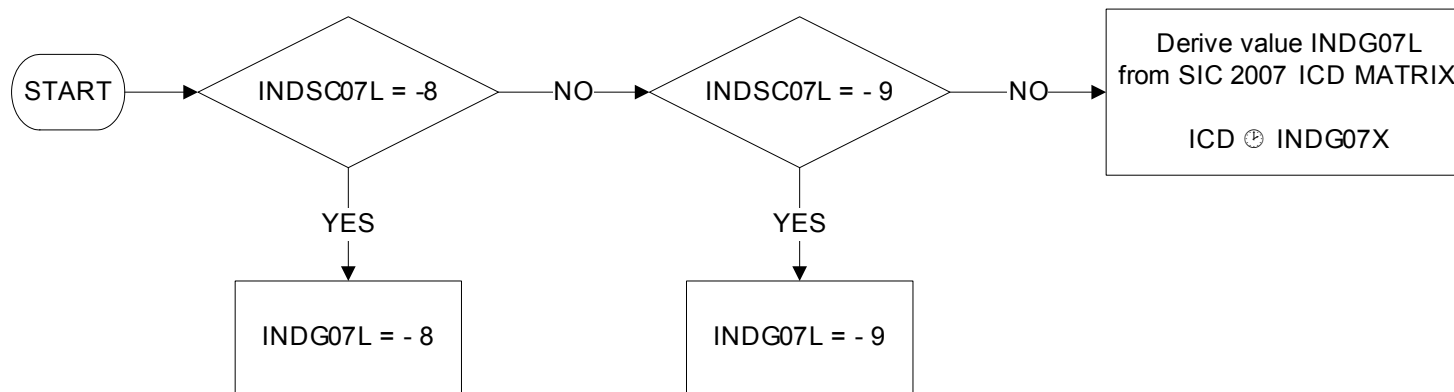 START
INDSC07L = -8
NO
INDSC07L = - 9
NO
Derive value INDG07L
from SIC 2007 ICD MATRIX
ICD 🕑 INDG07X
YES
YES
INDG07L = - 8
INDG07L = - 9